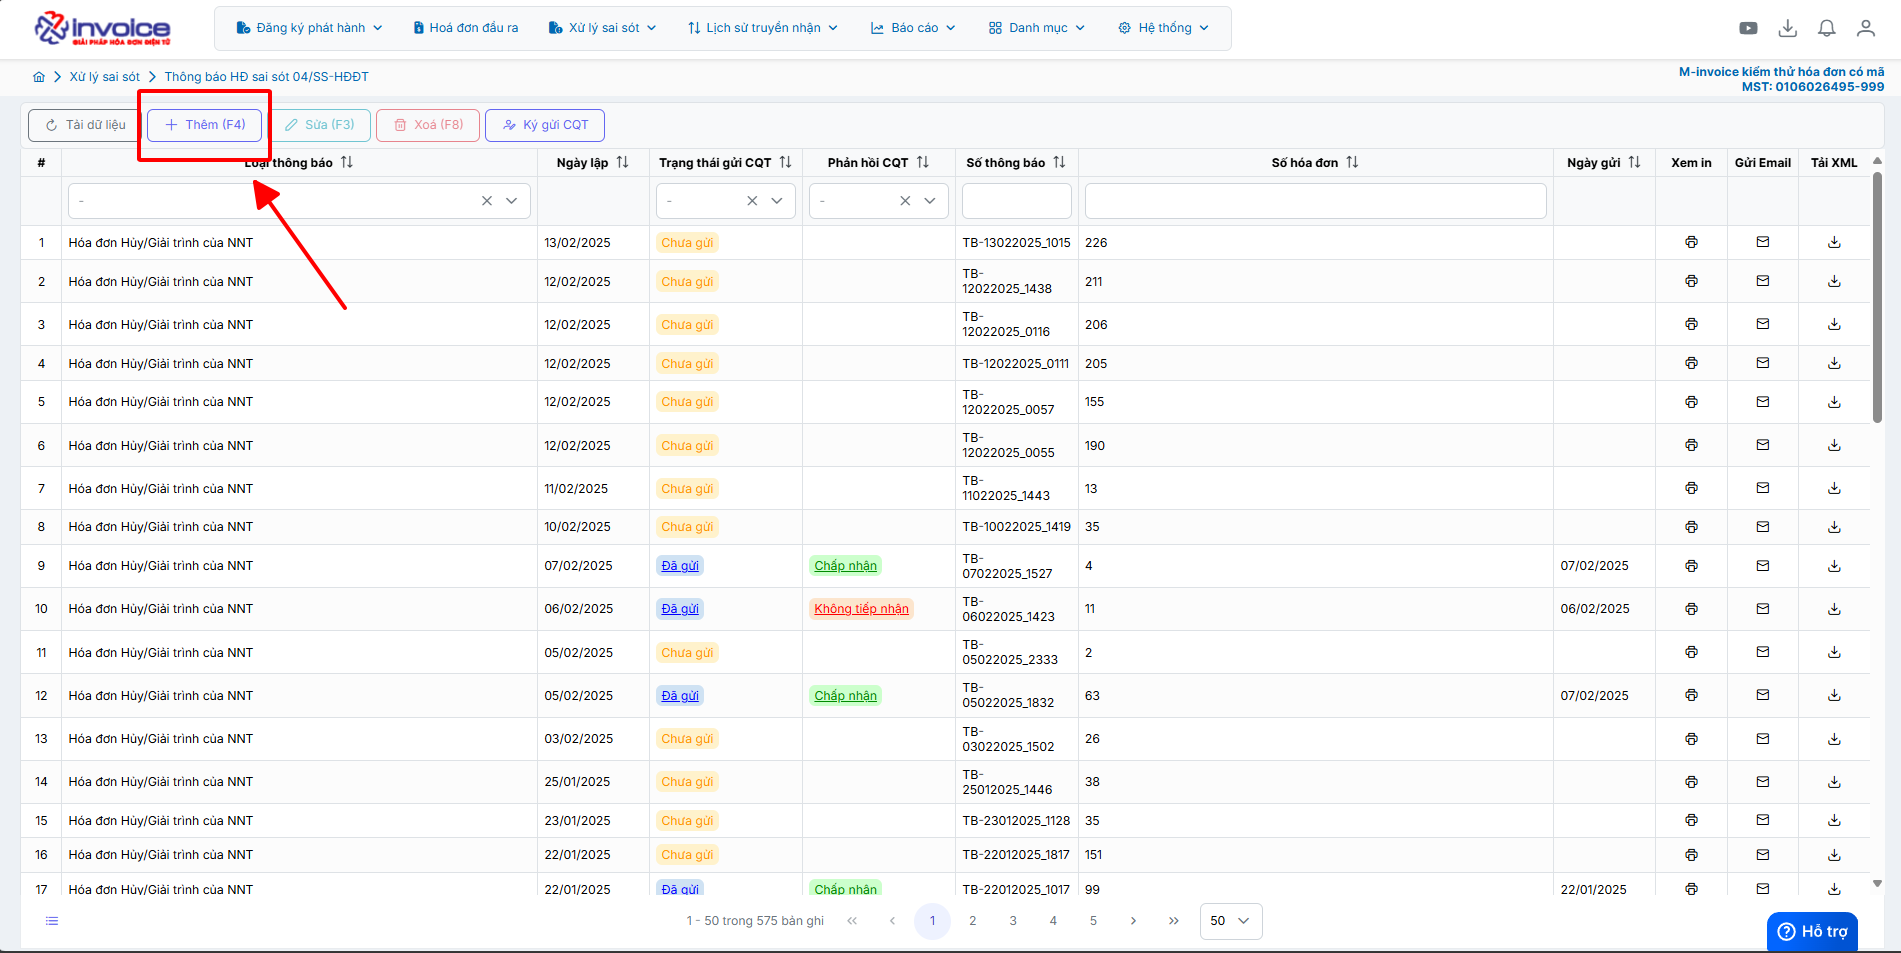 invoice
GIẢI PHÁP HÓA ĐƠN ĐIỆN TỬ
Đăng ký phát hành Hoá đơn đầu ra Xử lý sai sót Lịch sử truyền nhận Báo cáo Danh mục Hệ thống
Xử lý sai sót Thông báo HĐ sai sót 04/SS-HĐĐT
M-invoice kiểm thử hóa đơn có mã
MST: 0106026495-999
Tải dữ liệu Thêm (F4) Sửa (F3) Xoá (F8) Ký gửi CQT
# Loại thông báo Ngày lập Trạng thái gửi CQT Phản hồi CQT Số thông báo Số hóa đơn Ngày gửi Xem in Gửi Email Tải XML
- - -
1 Hóa đơn Hủy/Giải trình của NNT 13/02/2025 Chưa gửi TB-13022025_1015 226
2 Hóa đơn Hủy/Giải trình của NNT 12/02/2025 Chưa gửi TB-12022025_1438 211
3 Hóa đơn Hủy/Giải trình của NNT 12/02/2025 Chưa gửi TB-12022025_0116 206
4 Hóa đơn Hủy/Giải trình của NNT 12/02/2025 Chưa gửi TB-12022025_0111 205
5 Hóa đơn Hủy/Giải trình của NNT 12/02/2025 Chưa gửi TB-12022025_0057 155
6 Hóa đơn Hủy/Giải trình của NNT 12/02/2025 Chưa gửi TB-12022025_0055 190
7 Hóa đơn Hủy/Giải trình của NNT 11/02/2025 Chưa gửi TB-11022025_1443 13
8 Hóa đơn Hủy/Giải trình của NNT 10/02/2025 Chưa gửi TB-10022025_1419 35
9 Hóa đơn Hủy/Giải trình của NNT 07/02/2025 Đã gửi Chấp nhận TB-07022025_1527 4 07/02/2025
10 Hóa đơn Hủy/Giải trình của NNT 06/02/2025 Đã gửi Không tiếp nhận TB-06022025_1423 11 06/02/2025
11 Hóa đơn Hủy/Giải trình của NNT 05/02/2025 Chưa gửi TB-05022025_2333 2
12 Hóa đơn Hủy/Giải trình của NNT 05/02/2025 Đã gửi Chấp nhận TB-05022025_1832 63 07/02/2025
13 Hóa đơn Hủy/Giải trình của NNT 03/02/2025 Chưa gửi TB-03022025_1502 26
14 Hóa đơn Hủy/Giải trình của NNT 25/01/2025 Chưa gửi TB-25012025_1446 38
15 Hóa đơn Hủy/Giải trình của NNT 23/01/2025 Chưa gửi TB-23012025_1128 35
16 Hóa đơn Hủy/Giải trình của NNT 22/01/2025 Chưa gửi TB-22012025_1817 151
17 Hóa đơn Hủy/Giải trình của NNT 22/01/2025 Đã gửi Chấp nhận TB-22012025_1017 99 22/01/2025
1 - 50 trong 575 bản ghi « ‹ 1 2 3 4 5 › » 50
Hỗ trợ